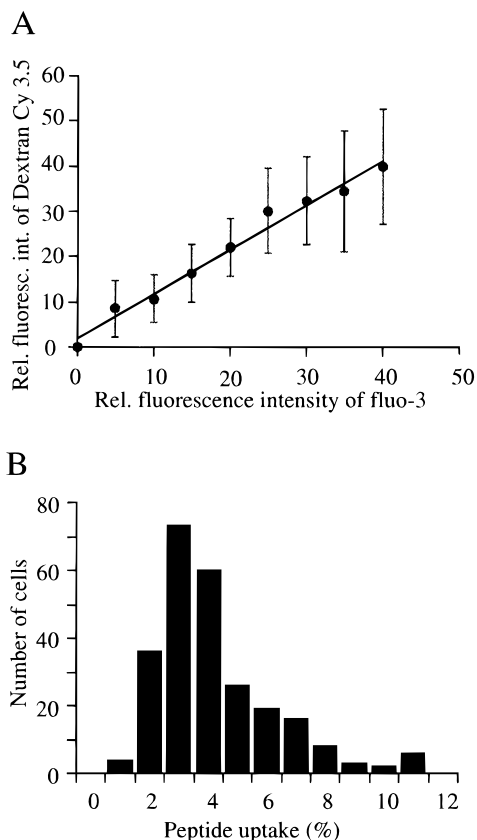 A
Rel. fluoresc. int. of Dextran Cy 3.5
60
50
40
30
20
10
0
0 10 20 30 40 50
Rel. fluorescence intensity of fluo-3
B
Number of cells
80
60
40
20
0
0 2 4 6 8 10 12
Peptide uptake (%)